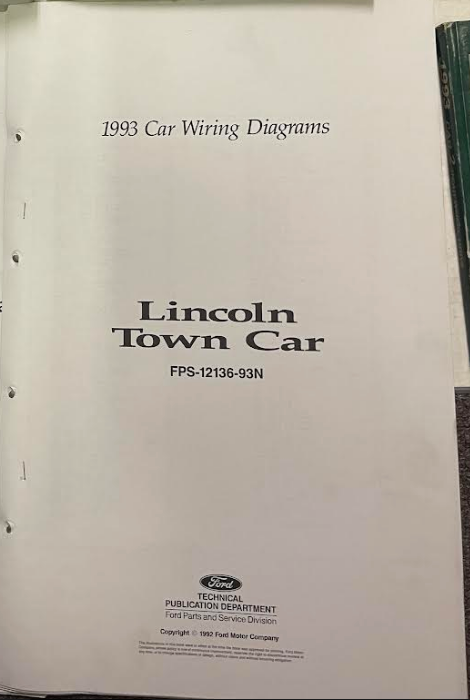 1993 Car Wiring Diagrams
Lincoln
Town Car
FPS-12136-93N
Ford
TECHNICAL
PUBLICATION DEPARTMENT
Ford Parts and Service Division
Copyright © 1992 Ford Motor Company